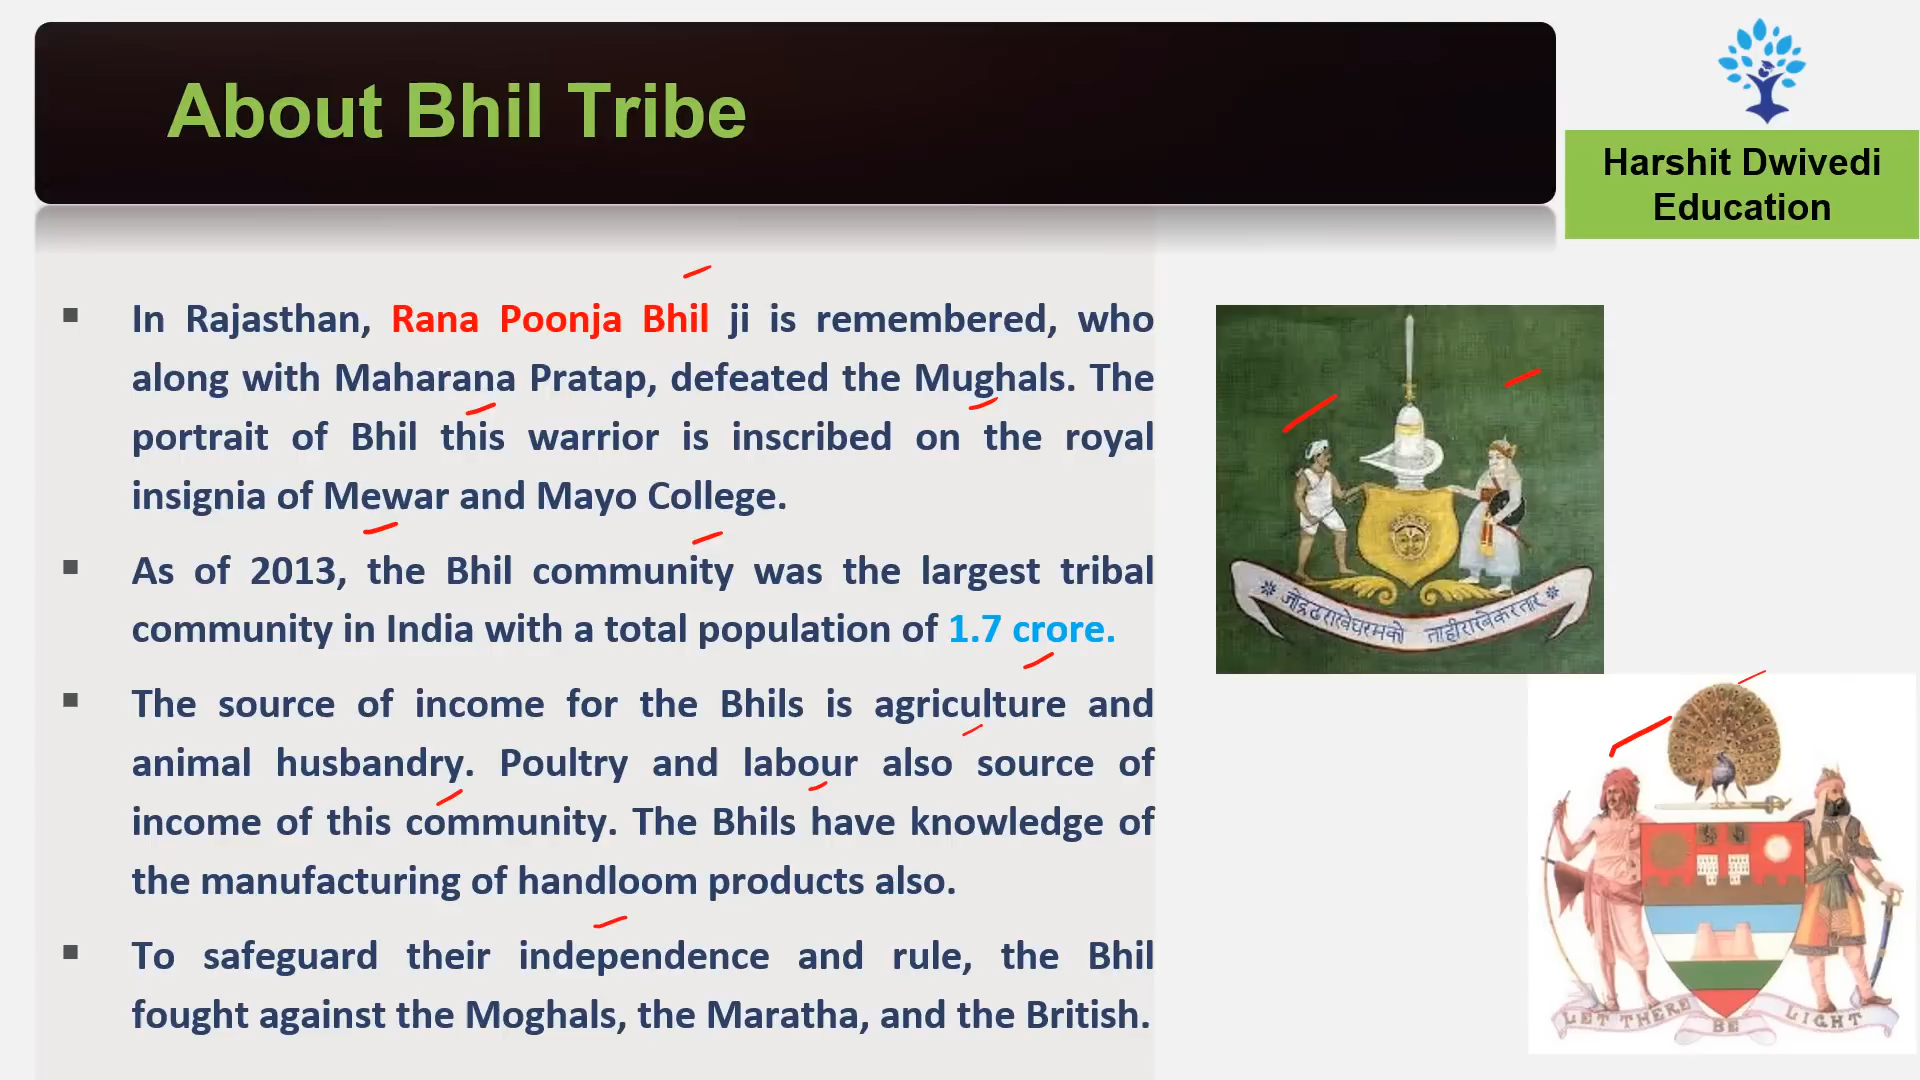 About Bhil Tribe
Harshit Dwivedi
Education
In Rajasthan, Rana Poonja Bhil ji is remembered, who
along with Maharana Pratap, defeated the Mughals. The
portrait of Bhil this warrior is inscribed on the royal
insignia of Mewar and Mayo College.
As of 2013, the Bhil community was the largest tribal
community in India with a total population of 1.7 crore.
The source of income for the Bhils is agriculture and
animal husbandry. Poultry and labour also source of
income of this community. The Bhils have knowledge of
the manufacturing of handloom products also.
To safeguard their independence and rule, the Bhil
fought against the Moghals, the Maratha, and the British.
LET THERE BE LIGHT